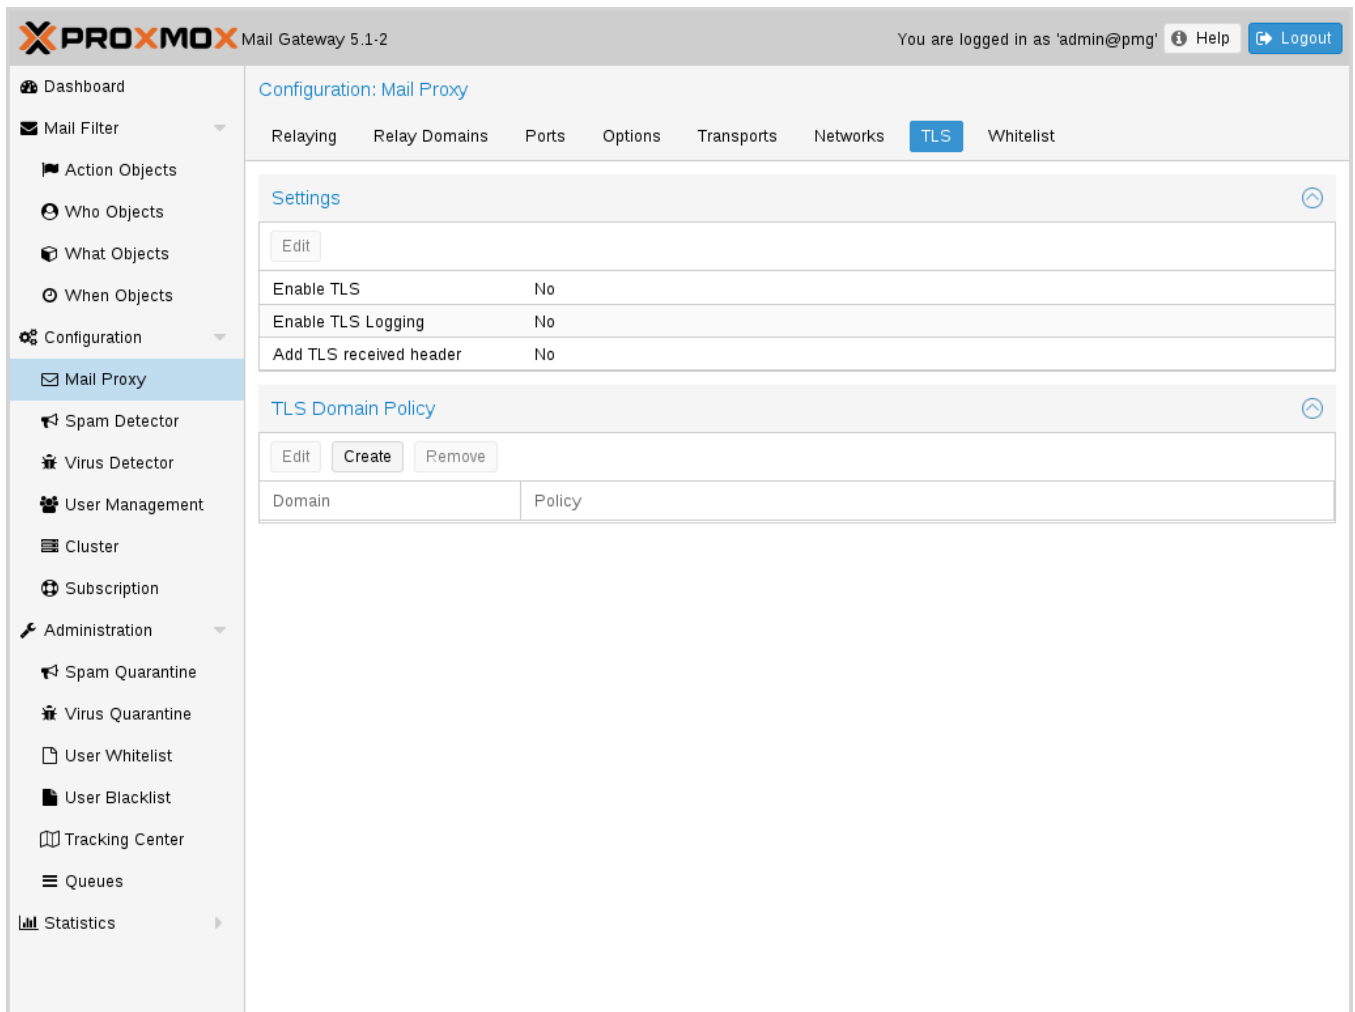 PROXMOX Mail Gateway 5.1-2 You are logged in as 'admin@pmg' Help Logout
Dashboard
Mail Filter
Action Objects
Who Objects
What Objects
When Objects
Configuration
Mail Proxy
Spam Detector
Virus Detector
User Management
Cluster
Subscription
Administration
Spam Quarantine
Virus Quarantine
User Whitelist
User Blacklist
Tracking Center
Queues
Statistics
Configuration: Mail Proxy
Relaying Relay Domains Ports Options Transports Networks TLS Whitelist
Settings
Edit
Enable TLS No
Enable TLS Logging No
Add TLS received header No
TLS Domain Policy
Edit Create Remove
Domain Policy